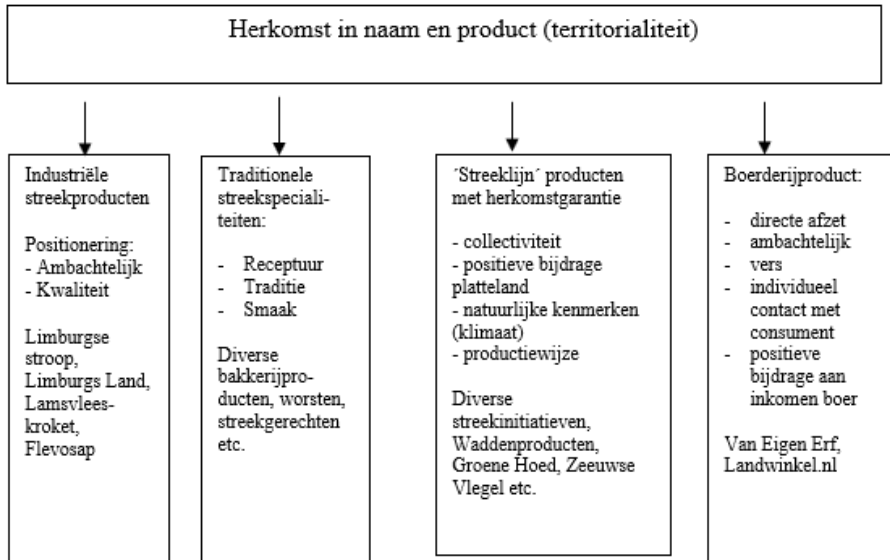 Herkomst in naam en product (territorialiteit)
Industriële
streekproducten
Positionering:
- Ambachtelijk
- Kwaliteit
Limburgse
stroop,
Limburgs Land,
Lamsvlees-
kroket,
Flevosap
Traditionele
streekspeciali-
teiten:
- Receptuur
- Traditie
- Smaak
Diverse
bakkerijpro-
ducten, worsten,
streekgerechten
etc.
´Streeklijn´ producten
met herkomstgarantie
- collectiviteit
- positieve bijdrage
platteland
- natuurlijke kenmerken
(klimaat)
- productiewijze
Diverse
streekinitiatieven,
Waddenproducten,
Groene Hoed, Zeeuwse
Vlegel etc.
Boerderijproduct:
- directe afzet
- ambachtelijk
- vers
- individueel
contact met
consument
- positieve
bijdrage aan
inkomen boer
Van Eigen Erf,
Landwinkel.nl